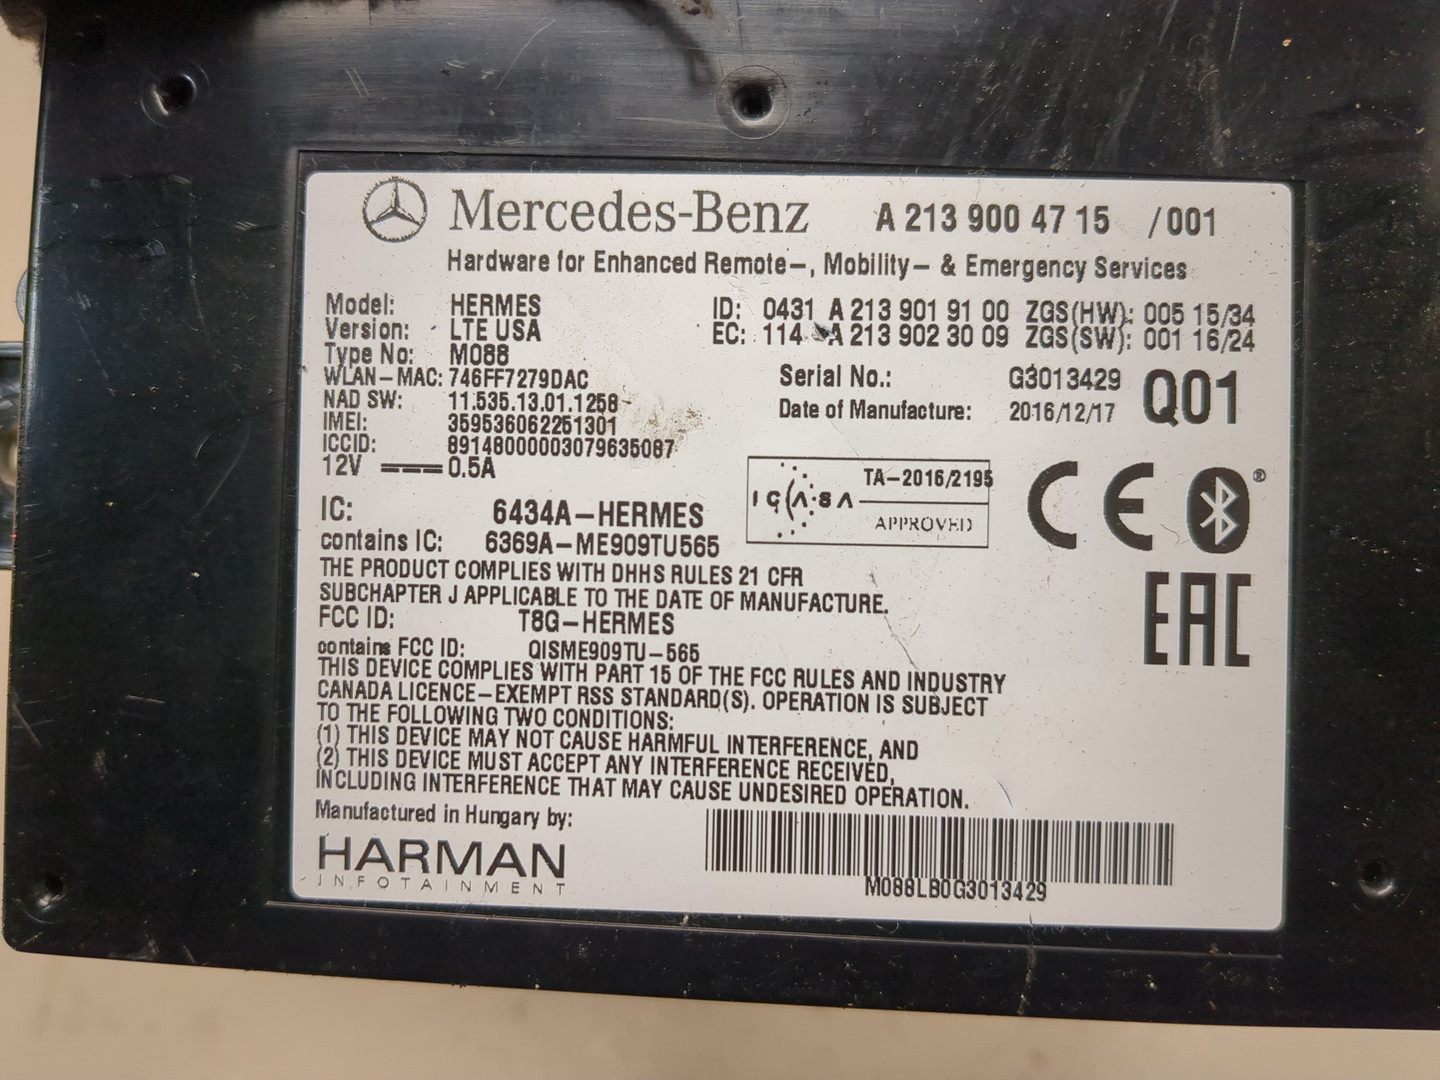 Mercedes-Benz A 213 900 47 15 /001
Hardware for Enhanced Remote-, Mobility- & Emergency Services
Model: HERMES ID: 0431 A 213 901 91 00 ZGS(HW): 005 15/34
Version: LTE USA EC: 114 A 213 902 30 09 ZGS(SW): 001 16/24
Type No: M088
WLAN-MAC: 746FF7279DAC Serial No.: G3013429 Q01
NAD SW: 11.535.13.01.1258 Date of Manufacture: 2016/12/17
IMEI: 359536062251301
ICCID: 89148000003079635087
12V 0.5A
TA-2016/2195
ICASA
APPROVED
CE
IC: 6434A-HERMES
contains IC: 6369A-ME909TU565
THE PRODUCT COMPLIES WITH DHHS RULES 21 CFR
SUBCHAPTER J APPLICABLE TO THE DATE OF MANUFACTURE.
EAC
FCC ID: T8G-HERMES
contains FCC ID: QISME909TU-565
THIS DEVICE COMPLIES WITH PART 15 OF THE FCC RULES AND INDUSTRY
CANADA LICENCE-EXEMPT RSS STANDARD(S). OPERATION IS SUBJECT
TO THE FOLLOWING TWO CONDITIONS:
(1) THIS DEVICE MAY NOT CAUSE HARMFUL INTERFERENCE, AND
(2) THIS DEVICE MUST ACCEPT ANY INTERFERENCE RECEIVED,
INCLUDING INTERFERENCE THAT MAY CAUSE UNDESIRED OPERATION.
Manufactured in Hungary by:
HARMAN
INFOTAINMENT
M088LB0G3013429